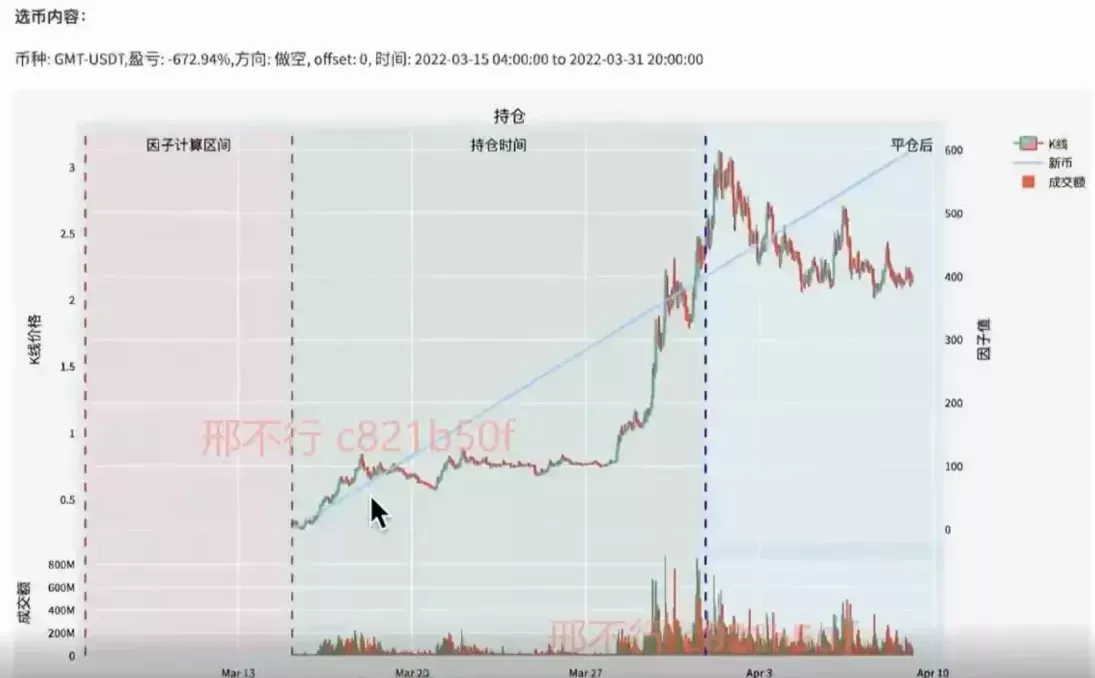 选币内容:
币种: GMT-USDT,盈亏: -672.94%,方向: 做空, offset: 0, 时间: 2022-03-15 04:00:00 to 2022-03-31 20:00:00
持仓
因子计算区间
持仓时间
平仓后
K线
新币
成交额
K线价格
3
2.5
2
1.5
1
0.5
因子值
600
500
400
300
200
100
0
邢不行 c821b50f
成交额
800M
600M
400M
200M
0
邢不行
Mar 13
Mar 20
Mar 27
Apr 3
Apr 10